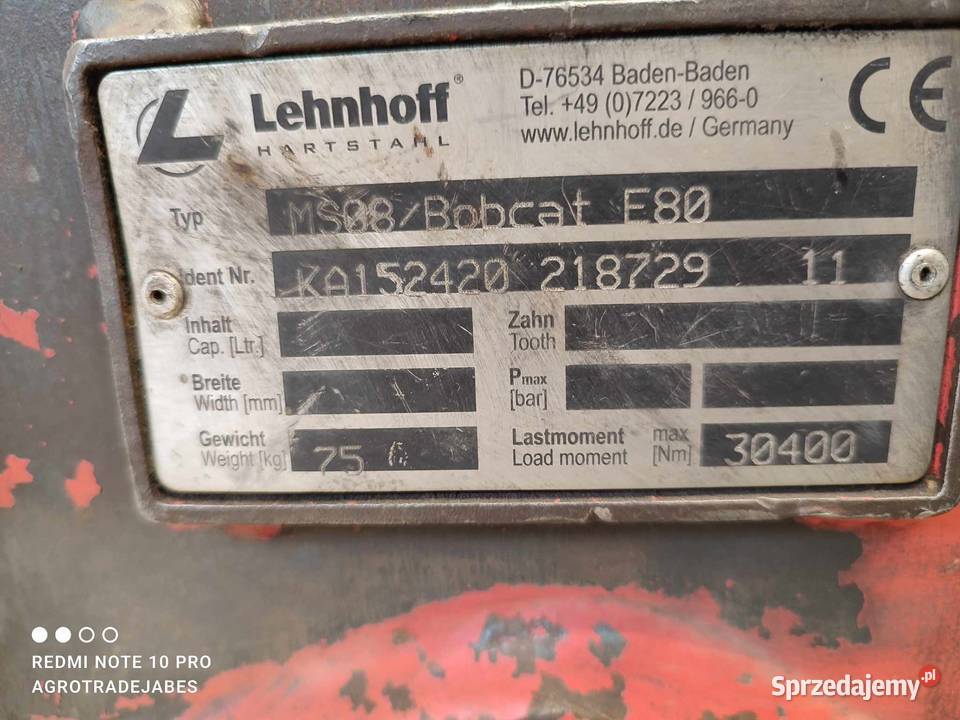 Lehnhoff®
HARTSTAHL
D-76534 Baden-Baden
Tel. +49 (0)7223 / 966-0
www.lehnhoff.de / Germany
CE
Typ MS08/Bobcat E80
Ident Nr. KA152420 218729 11
Inhalt
Cap. [Ltr.]
Zahn
Tooth
Breite
Width [mm]
Pmax
[bar]
Gewicht
Weight [kg] 75
Lastmoment max
Load moment [Nm] 30400
REDMI NOTE 10 PRO
AGROTRADEJABES
Sprzedajemy.pl